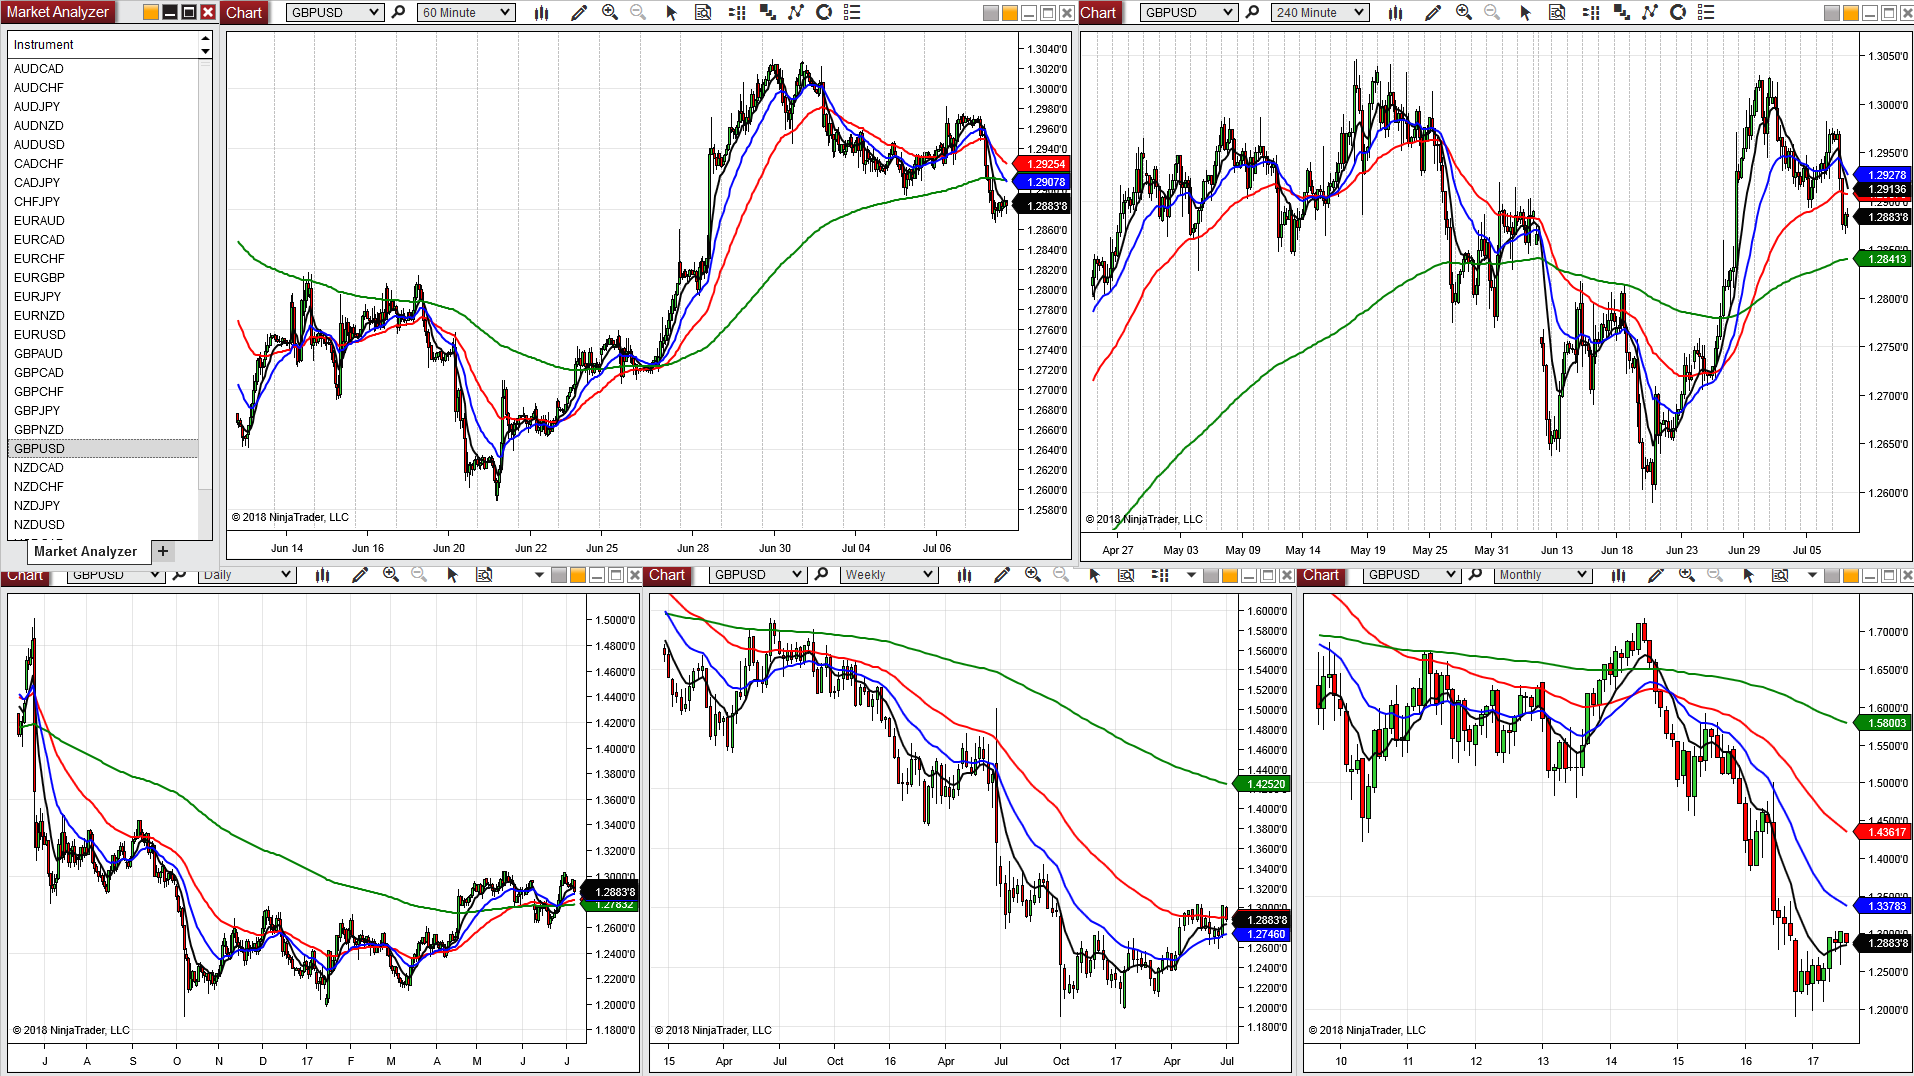 Market Analyzer
Instrument
AUDCAD
AUDCHF
AUDJPY
AUDNZD
AUDUSD
CADCHF
CADJPY
CHFJPY
EURAUD
EURCAD
EURCHF
EURGBP
EURJPY
EURNZD
EURUSD
GBPAUD
GBPCAD
GBPCHF
GBPJPY
GBPNZD
GBPUSD
NZDCAD
NZDCHF
NZDJPY
NZDUSD
Market Analyzer +
Chart GBPUSD 60 Minute
1.3040'0
1.3020'0
1.3000'0
1.2980'0
1.2960'0
1.2940'0
1.29254
1.29078
1.2883'8
1.2860'0
1.2840'0
1.2820'0
1.2800'0
1.2780'0
1.2760'0
1.2740'0
1.2720'0
1.2700'0
1.2680'0
1.2660'0
1.2640'0
1.2620'0
1.2600'0
1.2580'0
© 2018 NinjaTrader, LLC
Jun 14 Jun 16 Jun 20 Jun 22 Jun 25 Jun 28 Jun 30 Jul 04 Jul 06
Chart GBPUSD 240 Minute
1.3050'0
1.3000'0
1.2950'0
1.29278
1.29136
1.2883'8
1.28413
1.2800'0
1.2750'0
1.2700'0
1.2650'0
1.2600'0
© 2018 NinjaTrader, LLC
Apr 27 May 03 May 09 May 14 May 19 May 25 May 31 Jun 13 Jun 18 Jun 23 Jun 29 Jul 05
Chart GBPUSD Daily
1.5000'0
1.4800'0
1.4600'0
1.4400'0
1.4200'0
1.4000'0
1.3800'0
1.3600'0
1.3400'0
1.3200'0
1.3000'0
1.2883'8
1.27832
1.2600'0
1.2400'0
1.2200'0
1.2000'0
1.1800'0
© 2018 NinjaTrader, LLC
J A S O N D 17 F M A M J J
Chart GBPUSD Weekly
1.6000'0
1.5800'0
1.5600'0
1.5400'0
1.5200'0
1.5000'0
1.4800'0
1.4600'0
1.4400'0
1.42520
1.4000'0
1.3800'0
1.3600'0
1.3400'0
1.3200'0
1.3000'0
1.2883'8
1.27460
1.2600'0
1.2400'0
1.2200'0
1.2000'0
1.1800'0
© 2018 NinjaTrader, LLC
15 Apr Jul Oct 16 Apr Jul Oct 17 Apr Jul
Chart GBPUSD Monthly
1.7000'0
1.6500'0
1.6000'0
1.58003
1.5500'0
1.5000'0
1.4500'0
1.43617
1.4000'0
1.33783
1.2883'8
1.2500'0
1.2000'0
© 2018 NinjaTrader, LLC
10 11 12 13 14 15 16 17